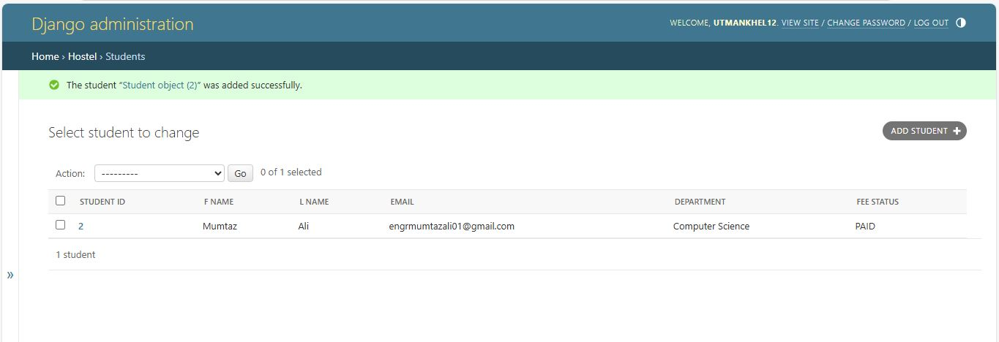 Django administration
WELCOME, UTMANKHEL12. VIEW SITE / CHANGE PASSWORD / LOG OUT
Home › Hostel › Students
The student “Student object (2)” was added successfully.
Select student to change
ADD STUDENT +
Action: --------- Go 0 of 1 selected
STUDENT ID F NAME L NAME EMAIL DEPARTMENT FEE STATUS
2 Mumtaz Ali engrmumtazali01@gmail.com Computer Science PAID
1 student
»